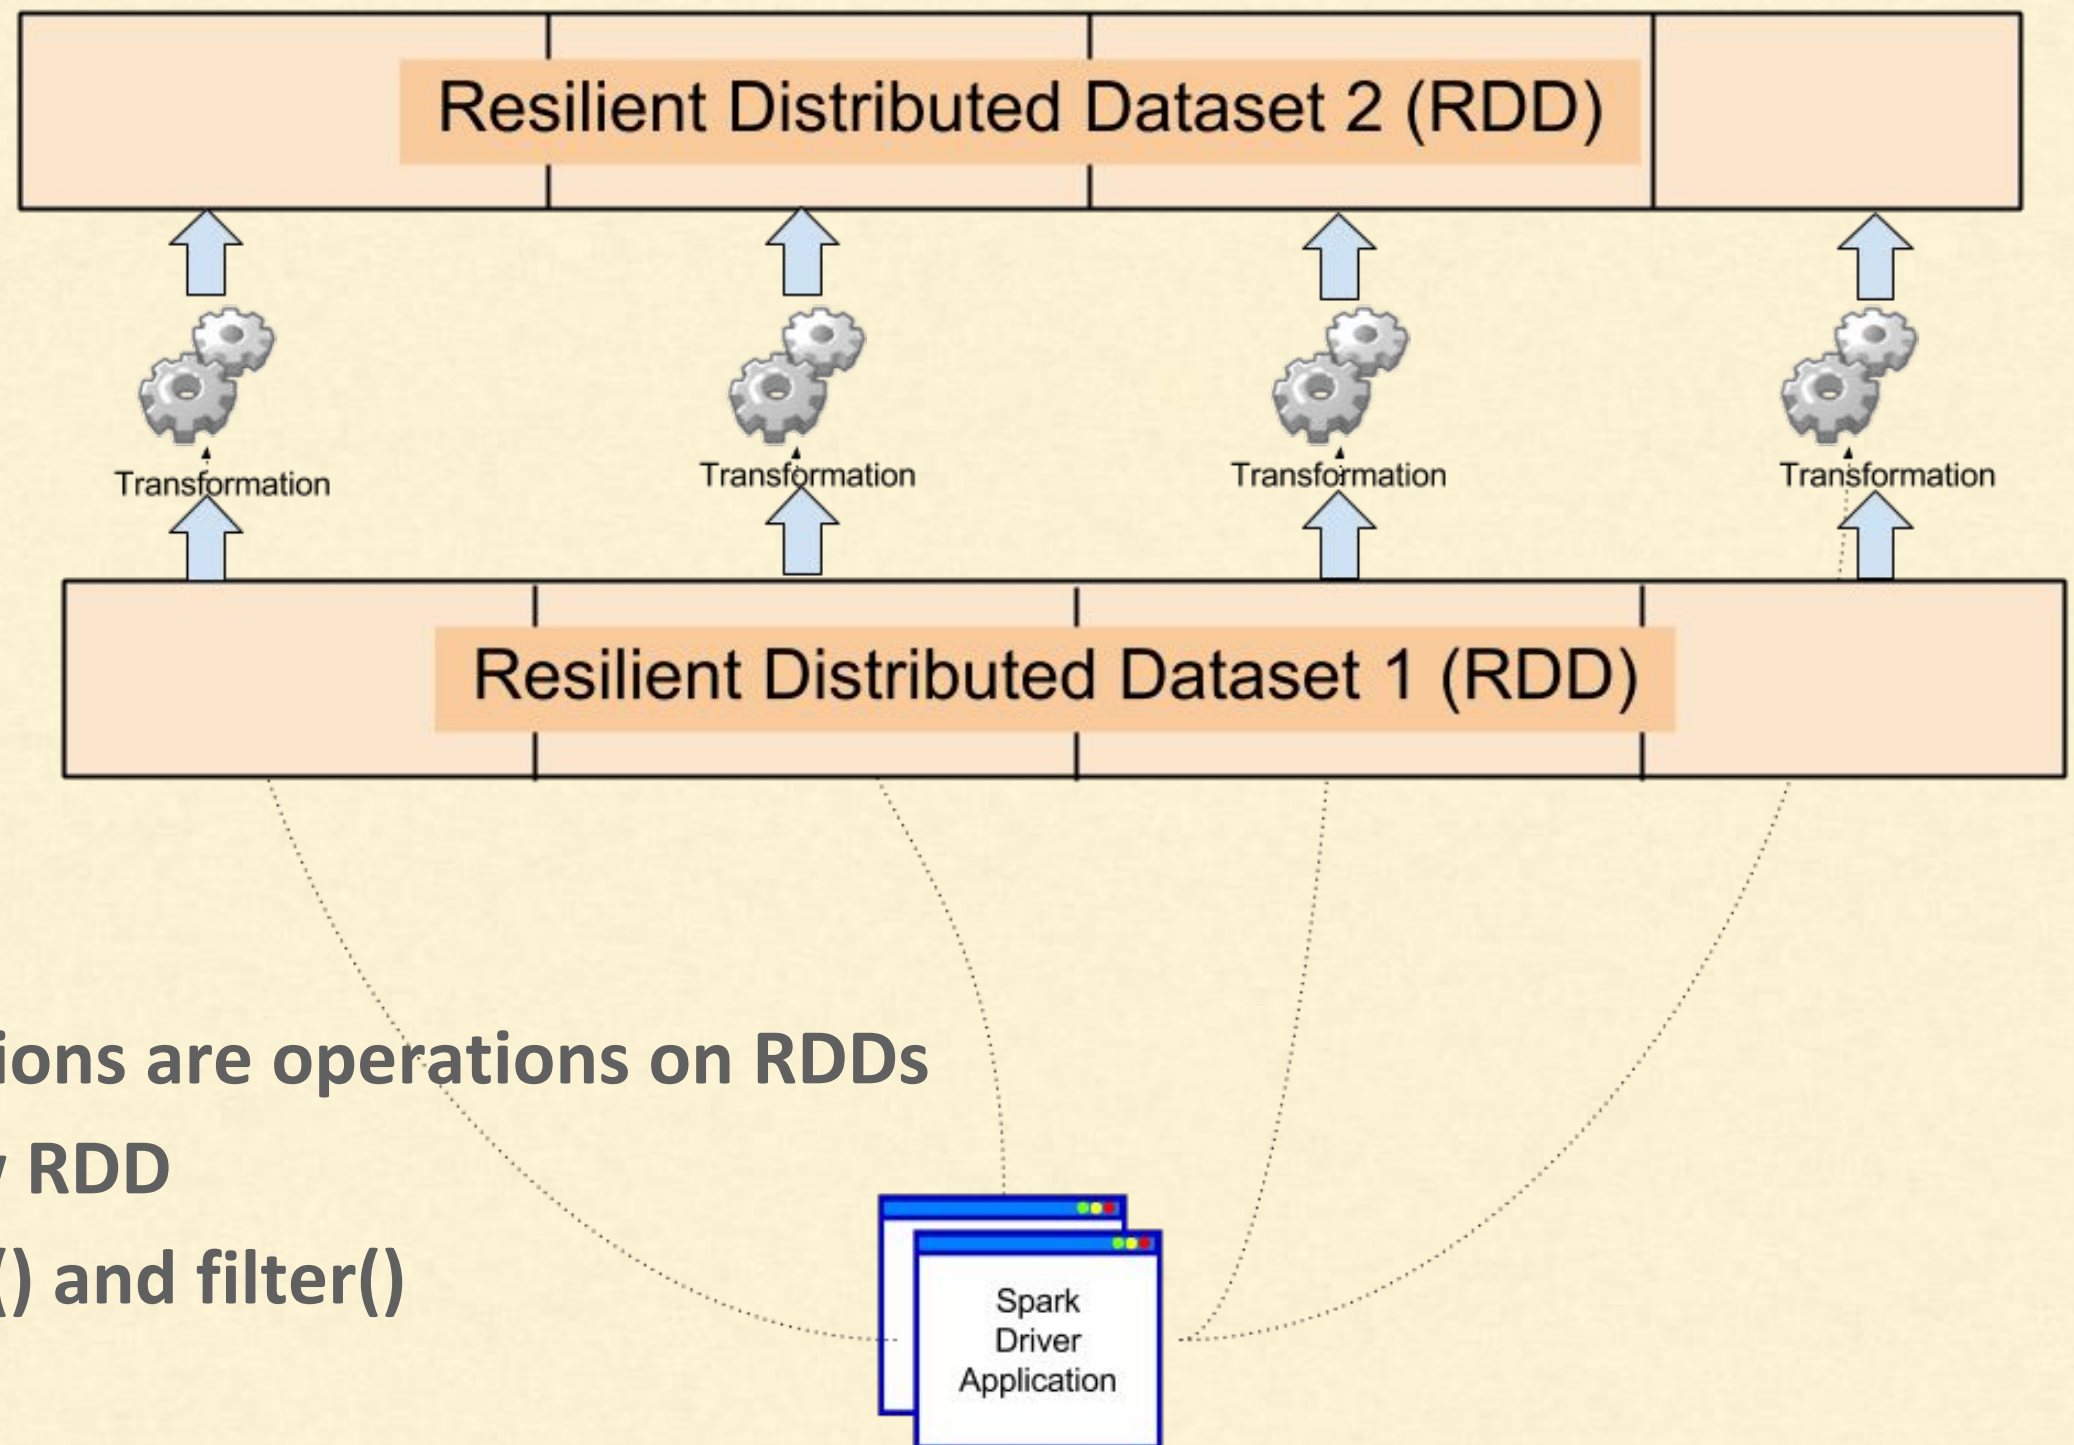 Resilient Distributed Dataset 2 (RDD)
Transformation
Transformation
Transformation
Transformation
Resilient Distributed Dataset 1 (RDD)
are operations on RDDs
RDD
() and filter()
Spark
Driver
Application